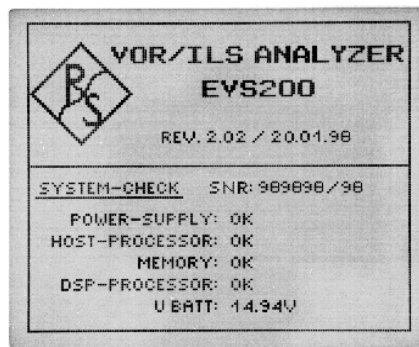 VOR/ILS ANALYZER
EVS200
R&S
REV. 2.02 / 20.01.98
SYSTEM-CHECK SNR: 989898/98
POWER-SUPPLY: OK
HOST-PROCESSOR: OK
MEMORY: OK
DSP-PROCESSOR: OK
U BATT: 14.94V